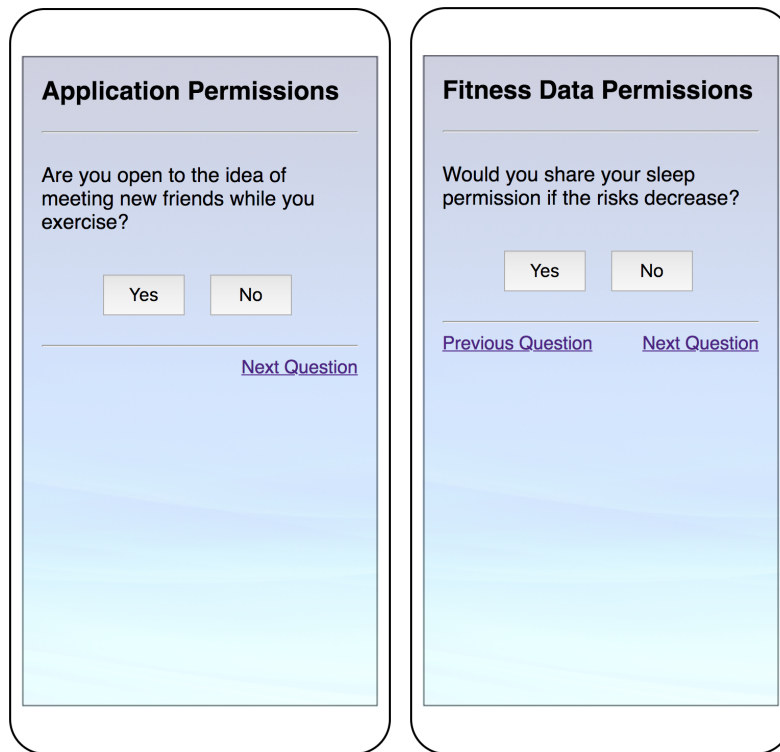 Application Permissions
Are you open to the idea of
meeting new friends while you
exercise?
Yes No
Next Question
Fitness Data Permissions
Would you share your sleep
permission if the risks decrease?
Yes No
Previous Question Next Question